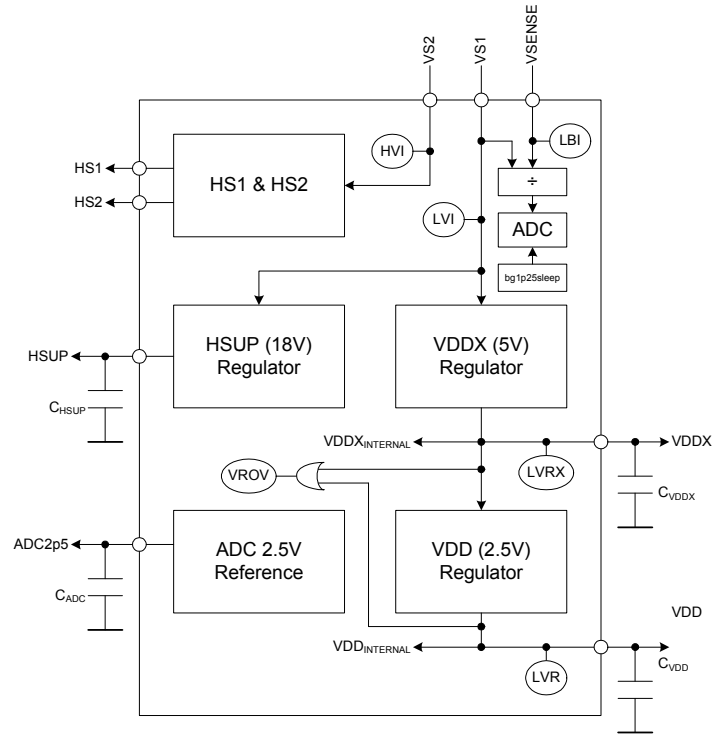 VS2
VS1
VSENSE
HVI
LBI
HS1
HS2
HS1 & HS2
÷
LVI
ADC
bg1p25sleep
HSUP
HSUP (18V)
Regulator
VDDX (5V)
Regulator
CHSUP
VDDXINTERNAL
VDDX
VROV
LVRX
CVDDX
ADC2p5
ADC 2.5V
Reference
VDD (2.5V)
Regulator
CADC
VDD
VDDINTERNAL
LVR
CVDD